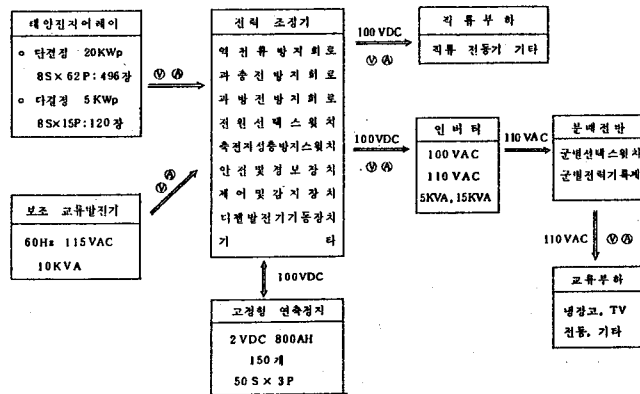 태양전지어레이
o 단결정 20KWp
8S×62P:496장
o 다결정 5KWp
8S×15P:120장
Ⓥ Ⓐ
보조 교류발전기
60Hz 115VAC
10KVA
Ⓥ Ⓐ
전력 조정기
역전류방지회로
과충전방지회로
과방전방지회로
전원선택스윗치
축전지성층방지스윗치
안전및경보장치
제어및감지장치
디젤발전기기동장치
기 타
100VDC
고정형 연축전지
2VDC 800AH
150개
50S×3P
100VDC
Ⓥ Ⓐ
직류부하
직류 전동기 기타
100VDC
Ⓥ Ⓐ
인버터
100VAC
110VAC
5KVA, 15KVA
110VAC
분배전반
군별선택스윗치
군별전력기록계
110VAC Ⓥ Ⓐ
교류부하
냉장고, TV
전등, 기타